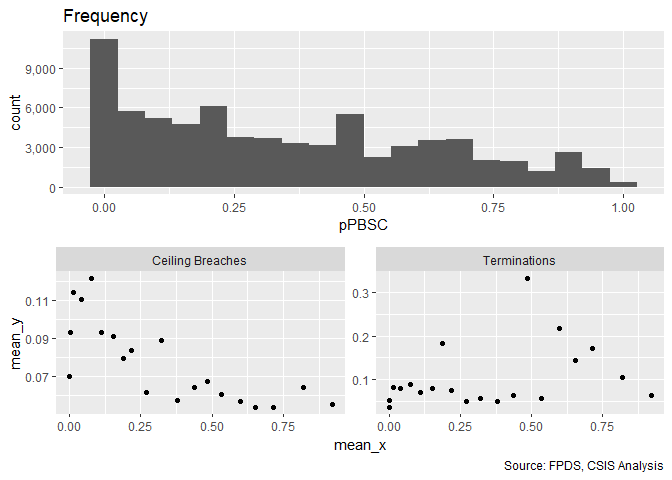 Frequency
count
9,000
6,000
3,000
0
0.00 0.25 0.50 0.75 1.00
pPBSC
Ceiling Breaches
Terminations
mean_y
0.11
0.09
0.07
0.3
0.2
0.1
0.00 0.25 0.50 0.75
0.00 0.25 0.50 0.75
mean_x
Source: FPDS, CSIS Analysis